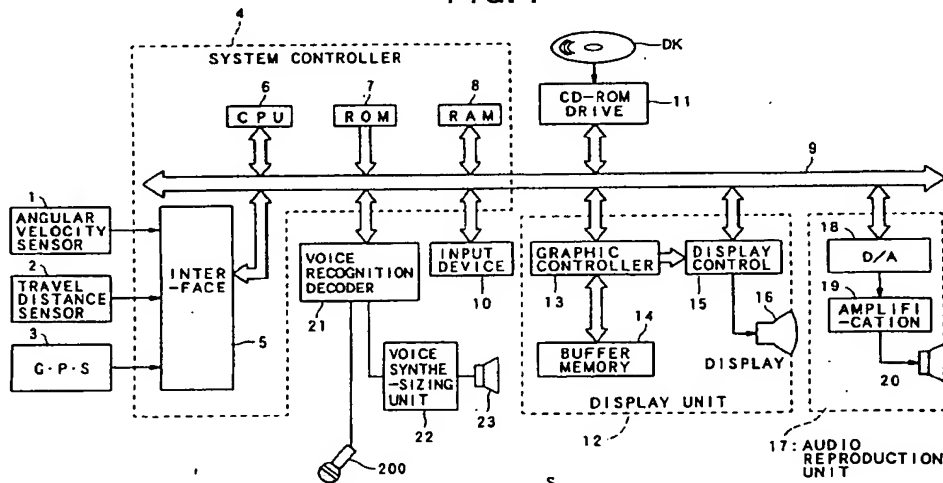 4
SYSTEM CONTROLLER
DK
6
CPU
7
ROM
8
RAM
CD-ROM
DRIVE
11
9
1
ANGULAR
VELOCITY
SENSOR
2
TRAVEL
DISTANCE
SENSOR
3
G·P·S
INTER
-FACE
5
VOICE
RECOGNITION
DECODER
21
INPUT
DEVICE
10
GRAPHIC
CONTROLLER
13
DISPLAY
CONTROL
15
16
DISPLAY
14
BUFFER
MEMORY
18
D/A
19
AMPLIFI
-CATION
20
VOICE
SYNTHE
-SIZING
UNIT
22
23
DISPLAY UNIT
12
17: AUDIO
REPRODUCTION
UNIT
200
S